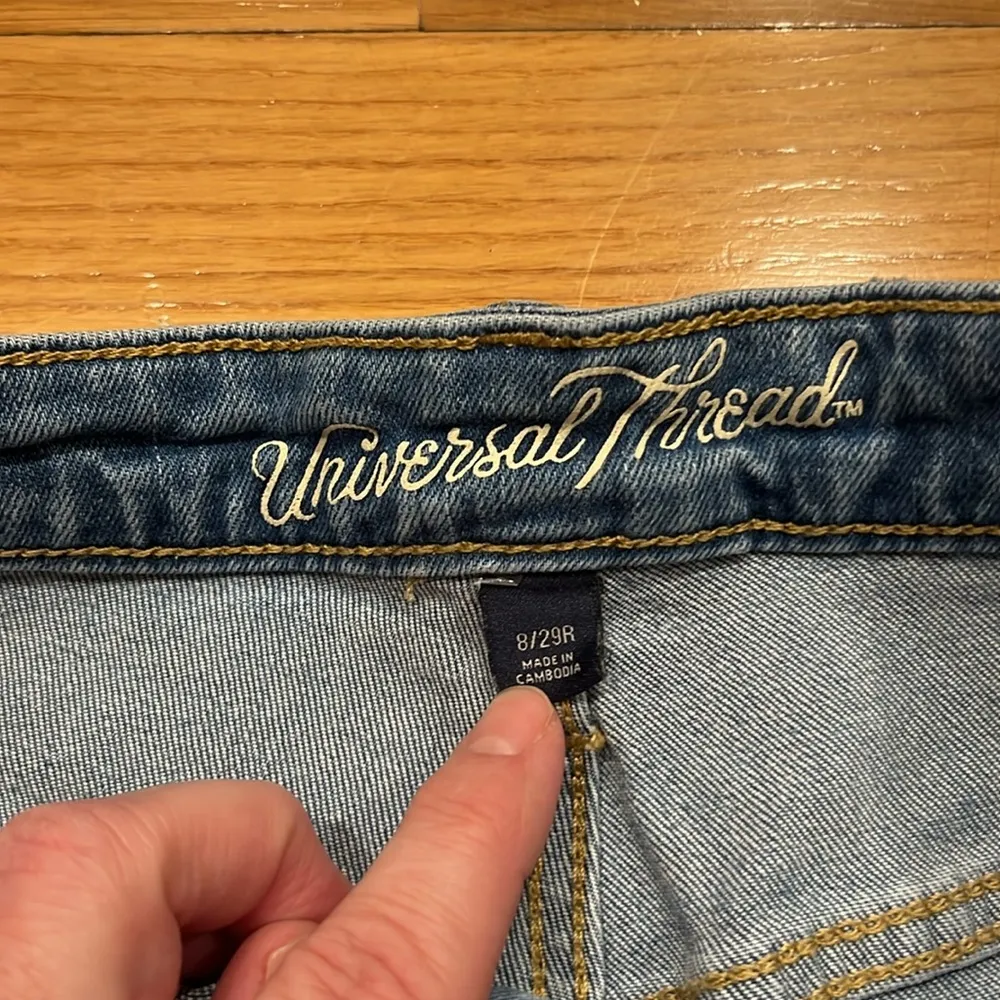 Universal Thread™
8/29R
MADE IN
CAMBODIA